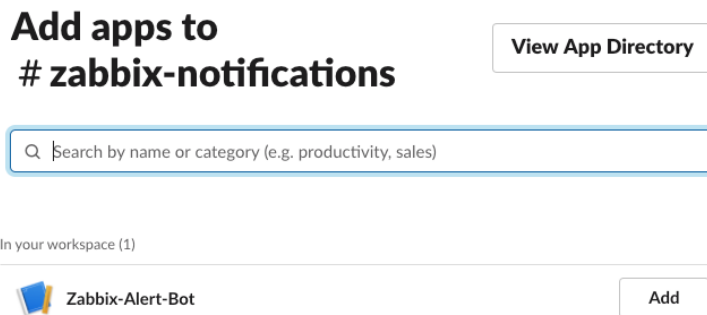 Add apps to
# zabbix-notifications
View App Directory
Search by name or category (e.g. productivity, sales)
In your workspace (1)
Zabbix-Alert-Bot
Add